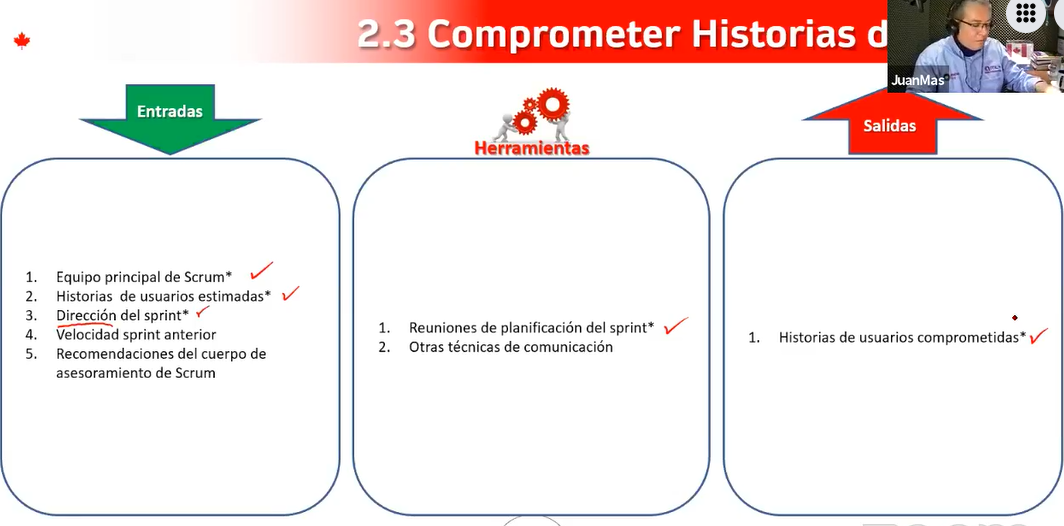 2.3 Comprometer Historias d
JuanMas
Entradas
Herramientas
Salidas
1. Equipo principal de Scrum*
2. Historias de usuarios estimadas*
3. Dirección del sprint*
4. Velocidad sprint anterior
5. Recomendaciones del cuerpo de
asesoramiento de Scrum
1. Reuniones de planificación del sprint*
2. Otras técnicas de comunicación
1. Historias de usuarios comprometidas*